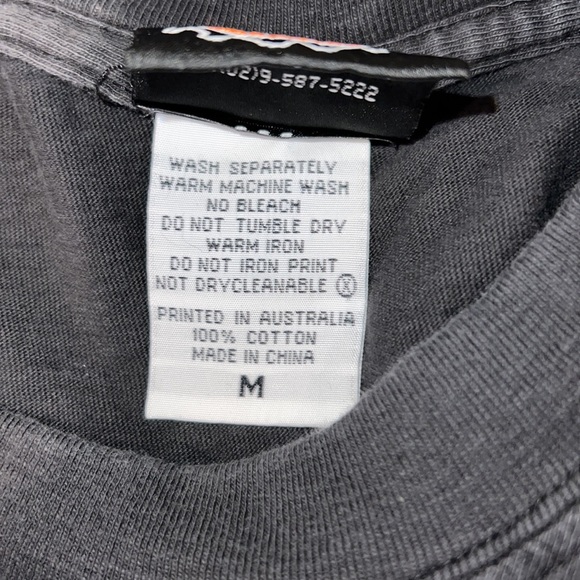 02)9-587-5222
WASH SEPARATELY
WARM MACHINE WASH
NO BLEACH
DO NOT TUMBLE DRY
WARM IRON
DO NOT IRON PRINT
NOT DRYCLEANABLE Ⓧ
PRINTED IN AUSTRALIA
100% COTTON
MADE IN CHINA
M